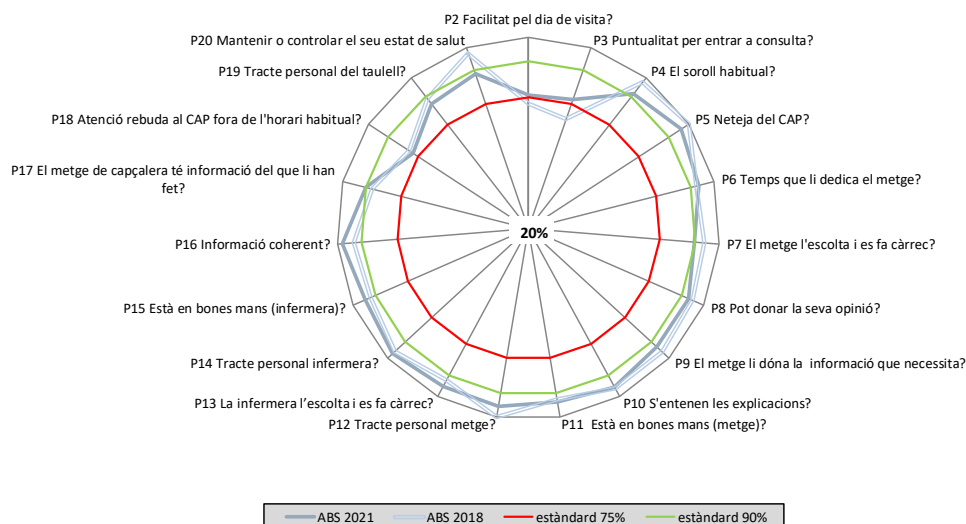 P2 Facilitat pel dia de visita?
P3 Puntualitat per entrar a consulta?
P4 El soroll habitual?
P5 Neteja del CAP?
P6 Temps que li dedica el metge?
P7 El metge l'escolta i es fa càrrec?
P8 Pot donar la seva opinió?
P9 El metge li dóna la  informació que necessita?
P10 S'entenen les explicacions?
P11  Està en bones mans (metge)?
P12 Tracte personal metge?
P13 La infermera l’escolta i es fa càrrec?
P14 Tracte personal infermera?
P15 Està en bones mans (infermera)?
P16 Informació coherent?
P17 El metge de capçalera té informació del que li han
fet?
P18 Atenció rebuda al CAP fora de l'horari habitual?
P19 Tracte personal del taulell?
P20 Mantenir o controlar el seu estat de salut
20%
ABS 2021 ABS 2018 estàndard 75% estàndard 90%